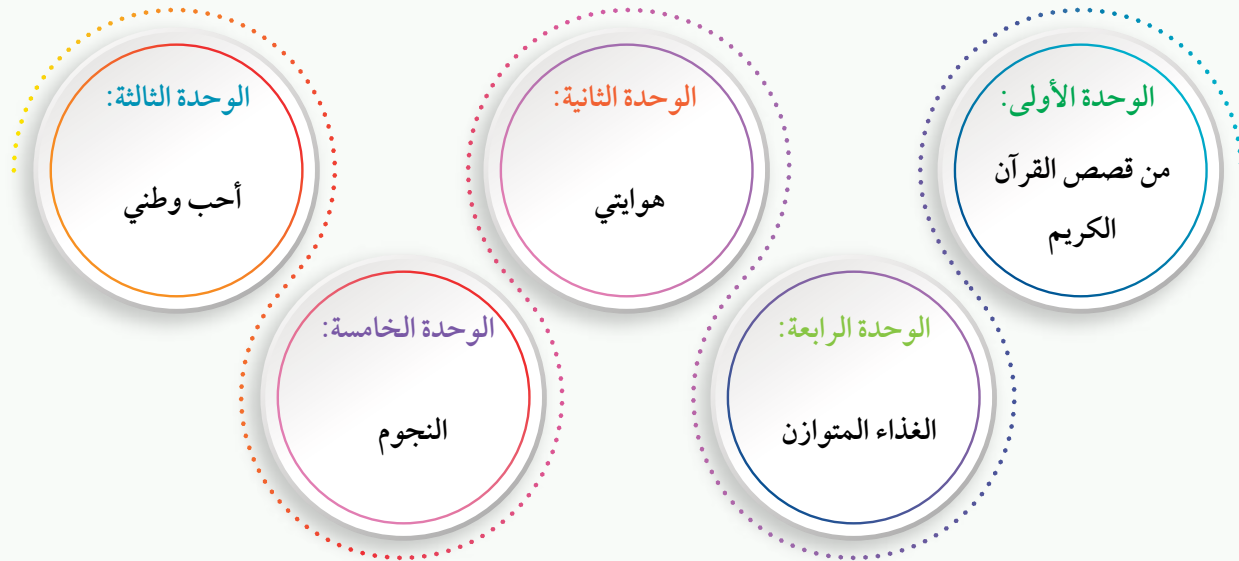 الوحدة الأولى:
من قصص القرآن
الكريم
الوحدة الثانية:
هوايتي
الوحدة الثالثة:
أحب وطني
الوحدة الرابعة:
الغذاء المتوازن
الوحدة الخامسة:
النجوم